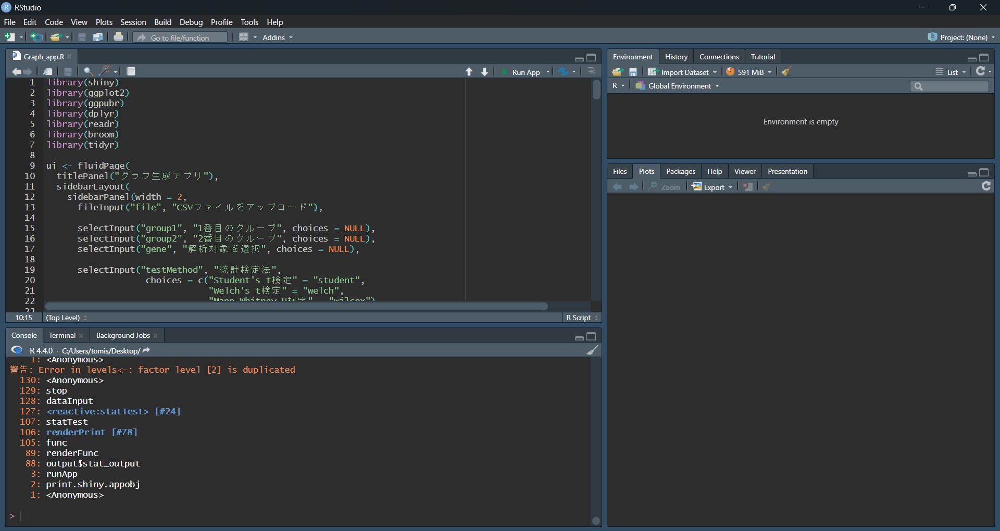 RStudio
File Edit Code View Plots Session Build Debug Profile Tools Help
Go to file/function Addins Project: (None)
Graph_app.R
Run App
1 library(shiny)
2 library(ggplot2)
3 library(ggpubr)
4 library(dplyr)
5 library(readr)
6 library(broom)
7 library(tidyr)
8
9 ui <- fluidPage(
10 titlePanel("グラフ生成アプリ"),
11 sidebarLayout(
12 sidebarPanel(width = 2,
13 fileInput("file", "CSVファイルをアップロード"),
14
15 selectInput("group1", "1番目のグループ", choices = NULL),
16 selectInput("group2", "2番目のグループ", choices = NULL),
17 selectInput("gene", "解析対象を選択", choices = NULL),
18
19 selectInput("testMethod", "統計検定法",
20 choices = c("Student's t検定" = "student",
21 "Welch's t検定" = "welch",
22 "Mann-Whitney U検定" = "wilcox")
23
10:15 (Top Level) R Script
Console Terminal Background Jobs
R 4.4.0 · C:/Users/tomis/Desktop/
1: <Anonymous>
警告: Error in levels<-: factor level [2] is duplicated
130: <Anonymous>
129: stop
128: dataInput
127: <reactive:statTest> [#24]
107: statTest
106: renderPrint [#78]
105: func
89: renderFunc
88: output$stat_output
3: runApp
2: print.shiny.appobj
1: <Anonymous>
>
Environment History Connections Tutorial
Import Dataset 591 MiB List
R Global Environment
Environment is empty
Files Plots Packages Help Viewer Presentation
Zoom Export